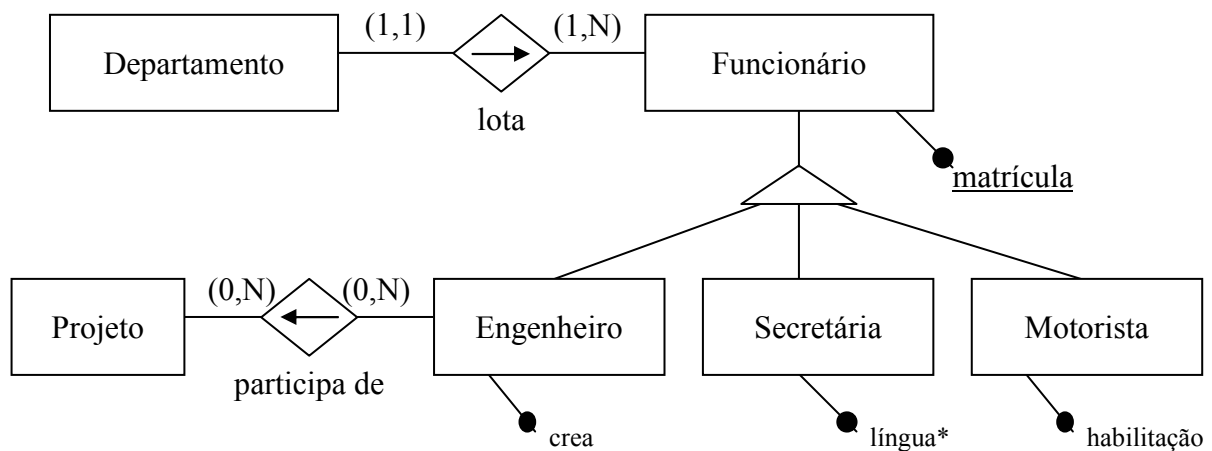 (1,1)
(1,N)
Departamento
Funcionário
lota
matrícula
(0,N)
(0,N)
Projeto
Engenheiro
Secretária
Motorista
participa de
crea
língua*
habilitação